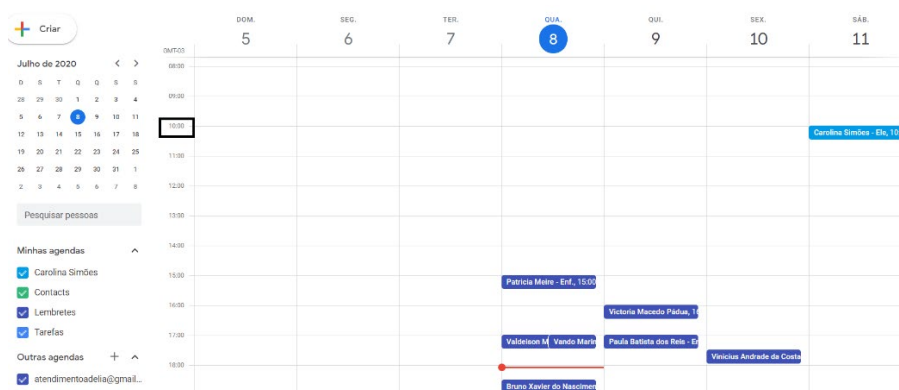 Criar
DOM. SEG. TER. QUA. QUI. SEX. SÁB.
5 6 7 8 9 10 11
GMT-03
Julho de 2020
D S T Q Q S S
28 29 30 1 2 3 4
5 6 7 8 9 10 11
12 13 14 15 16 17 18
19 20 21 22 23 24 25
26 27 28 29 30 31 1
2 3 4 5 6 7 8
Pesquisar pessoas
Minhas agendas
Carolina Simões
Contacts
Lembretes
Tarefas
Outras agendas
atendimentoadelia@gmail...
08:00
09:00
10:00
Carolina Simões - Ele, 10
11:00
12:00
13:00
14:00
15:00
Patricia Meire - Enf., 15:00
16:00
Victoria Macedo Pádua, 1
17:00
Valdeison M Vando Marin Paula Batista dos Reis - En
Vinicius Andrade da Costa
18:00
Bruno Xavier do Nascimen